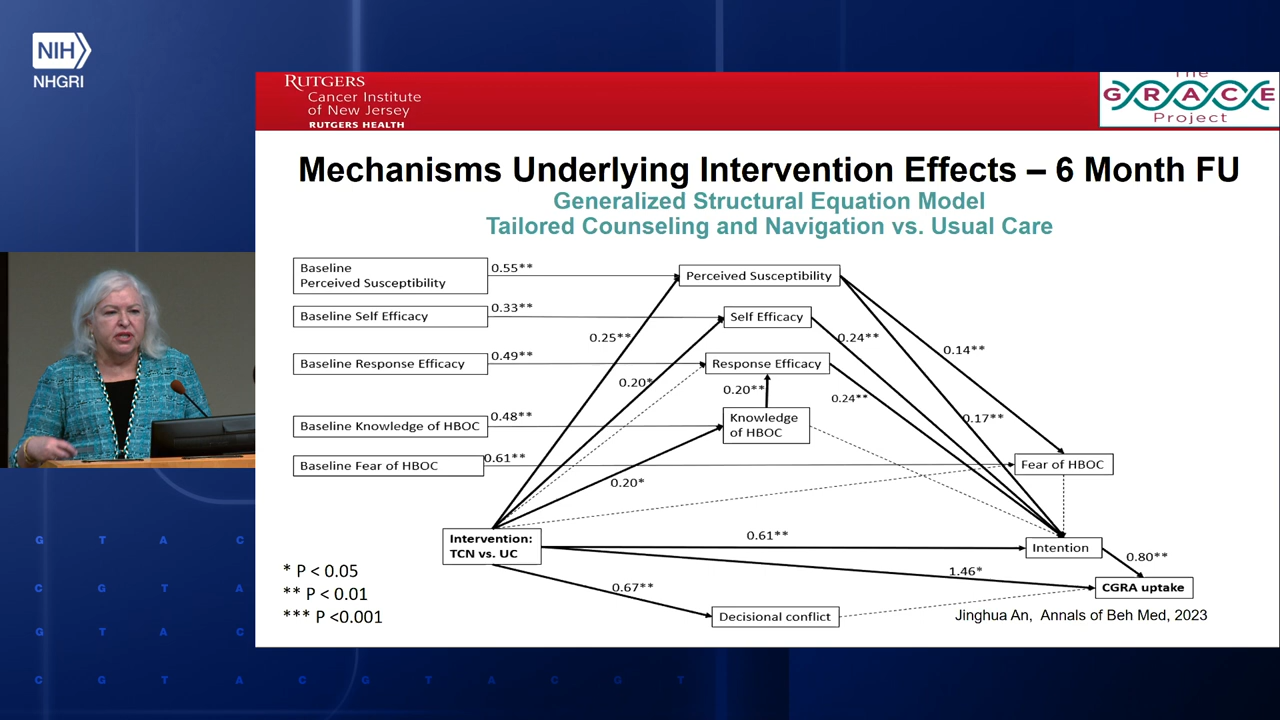 NIH
NHGRI
RUTGERS
Cancer Institute
of New Jersey
RUTGERS HEALTH
The
GRACE
Project
Mechanisms Underlying Intervention Effects – 6 Month FU
Generalized Structural Equation Model
Tailored Counseling and Navigation vs. Usual Care
Baseline
Perceived Susceptibility
0.55**
Perceived Susceptibility
Baseline Self Efficacy
0.33**
Self Efficacy
0.25**
0.24**
0.14**
Baseline Response Efficacy
0.49**
Response Efficacy
0.20*
0.20**
0.24**
Baseline Knowledge of HBOC
0.48**
Knowledge
of HBOC
0.17**
Baseline Fear of HBOC
0.61**
Fear of HBOC
0.20*
Intervention:
TCN vs. UC
0.61**
Intention
0.80**
1.46*
CGRA uptake
0.67**
Decisional conflict
* P < 0.05
** P < 0.01
*** P <0.001
Jinghua An, Annals of Beh Med, 2023
G T A C
C G T A
G T A C
C G T A C G T A C G T